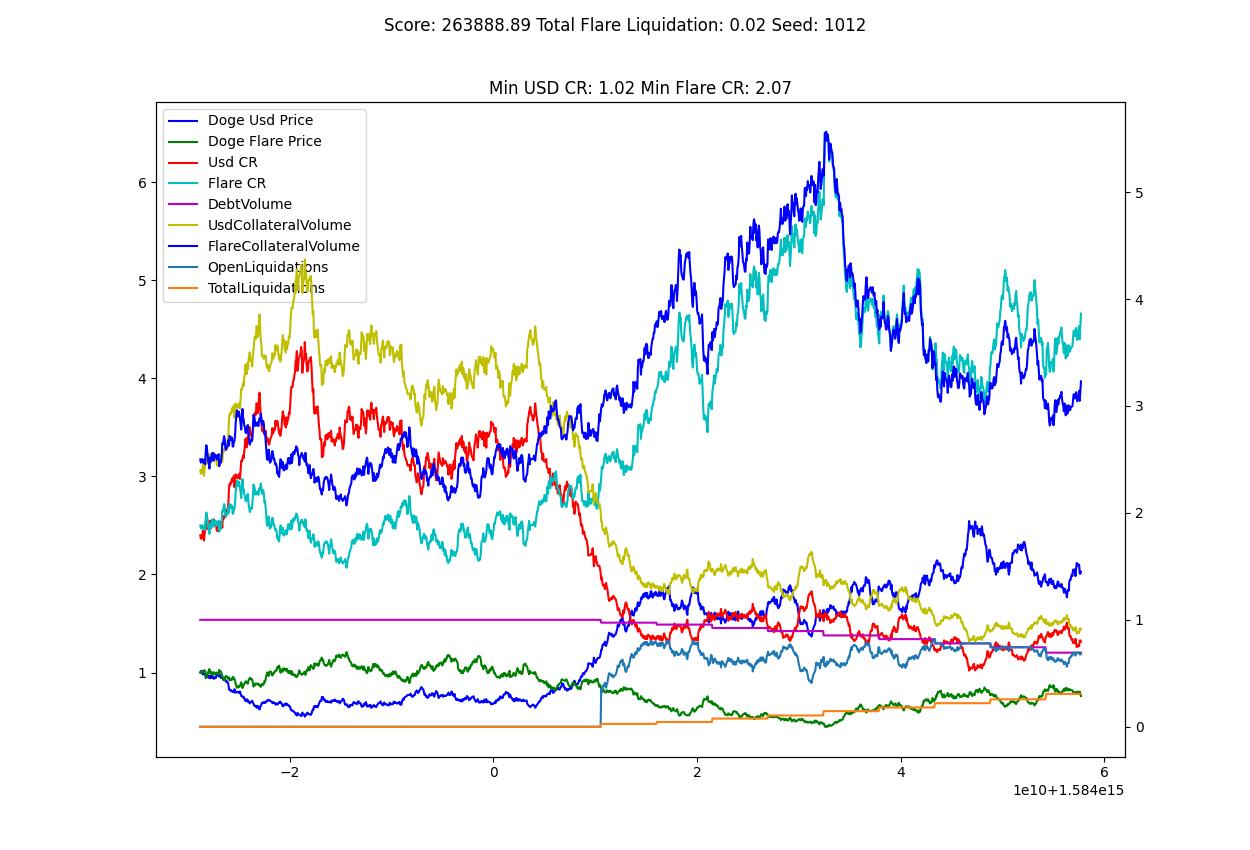 Score: 263888.89 Total Flare Liquidation: 0.02 Seed: 1012
Min USD CR: 1.02 Min Flare CR: 2.07
Doge Usd Price
Doge Flare Price
Usd CR
Flare CR
DebtVolume
UsdCollateralVolume
FlareCollateralVolume
OpenLiquidations
TotalLiquidations
6
5
4
3
2
1
5
4
3
2
1
0
−2
0
2
4
6
1e10+1.584e15